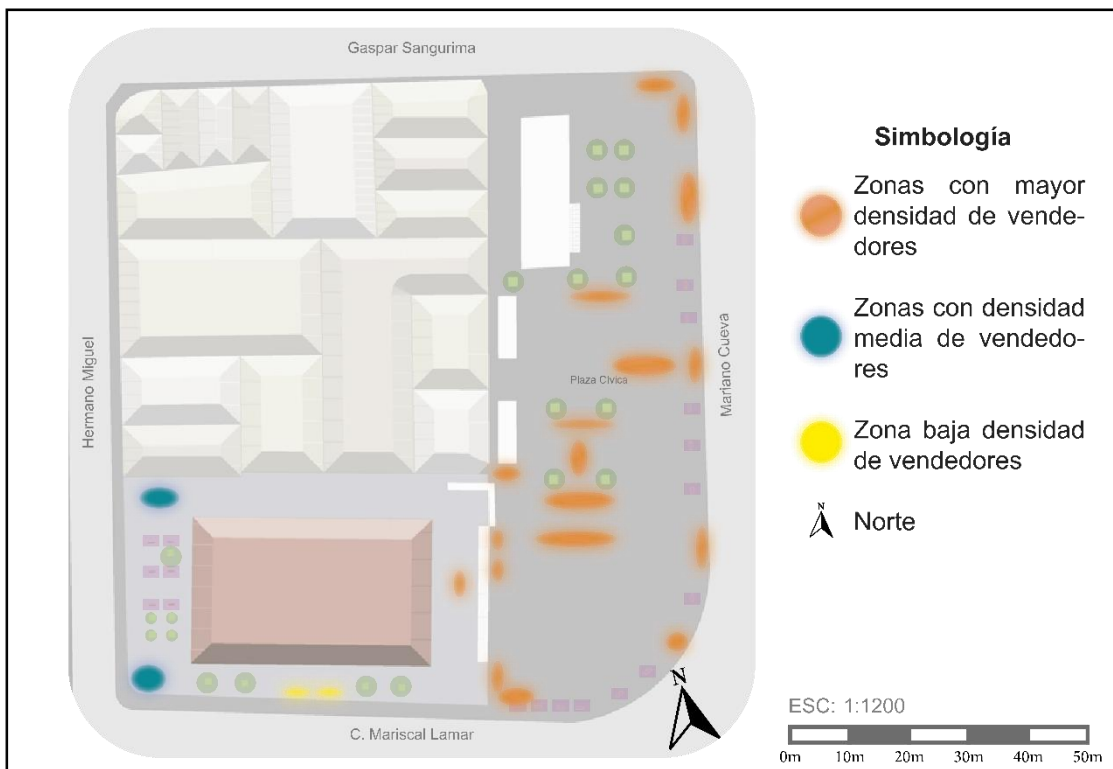 Gaspar Sangurima
Hermano Miguel
Mariano Cueva
Plaza Cívica
C. Mariscal Lamar
N
Simbología
Zonas con mayor
densidad de vende-
dores
Zonas con densidad
media de vendedo-
res
Zona baja densidad
de vendedores
N
Norte
ESC: 1:1200
0m 10m 20m 30m 40m 50m